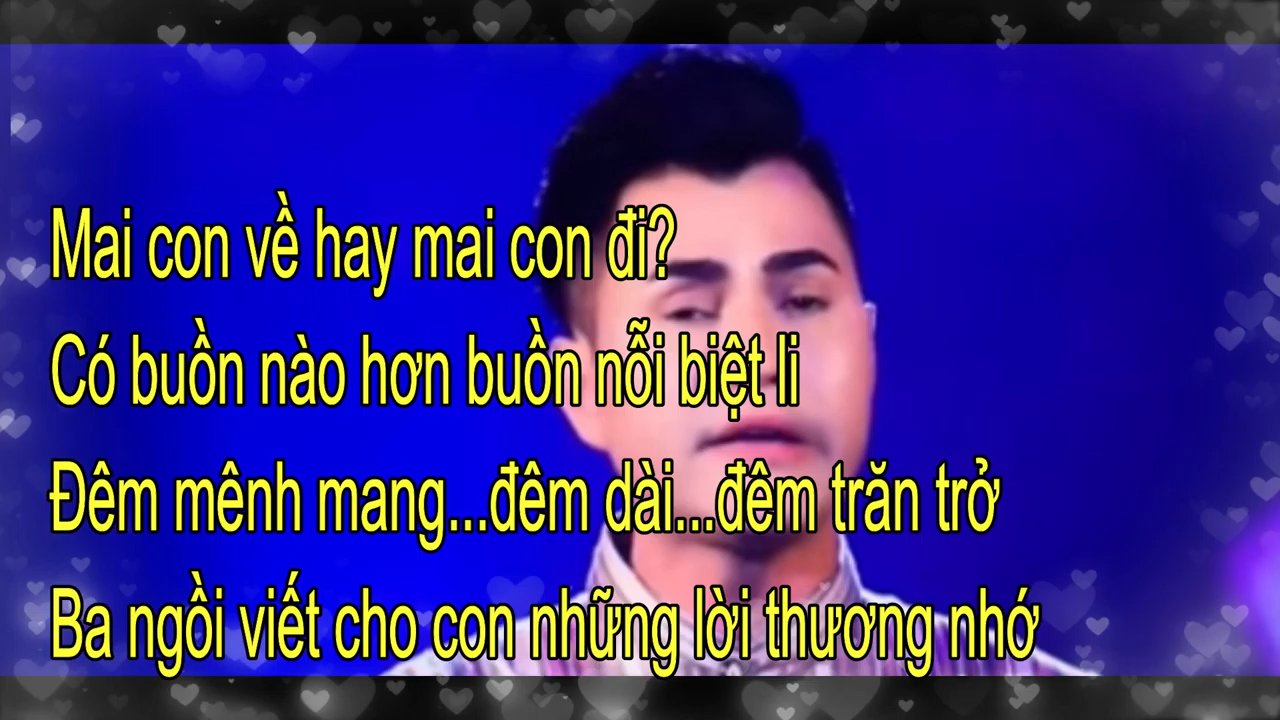 Mai con về hay mai con đi?
Có buồn nào hơn buồn nỗi biệt li
Đêm mênh mang...đêm dài...đêm trăn trở
Ba ngồi viết cho con những lời thương nhớ